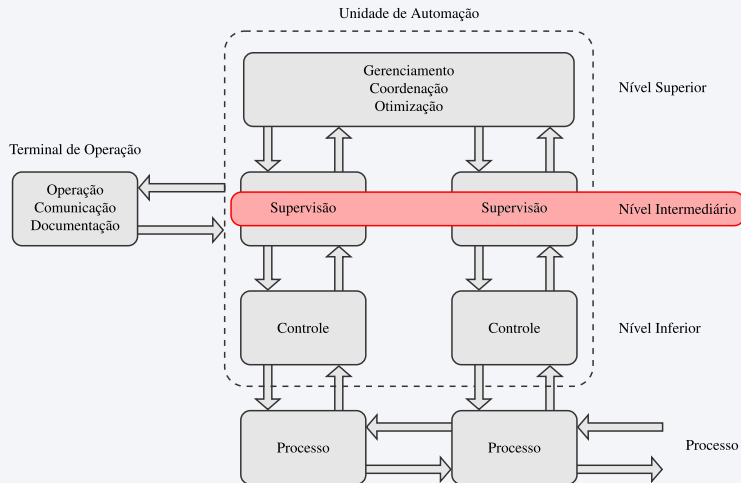 Unidade de Automação
Gerenciamento
Coordenação
Otimização
Nível Superior
Terminal de Operação
Operação
Comunicação
Documentação
Supervisão
Supervisão
Nível Intermediário
Controle
Controle
Nível Inferior
Processo
Processo
Processo